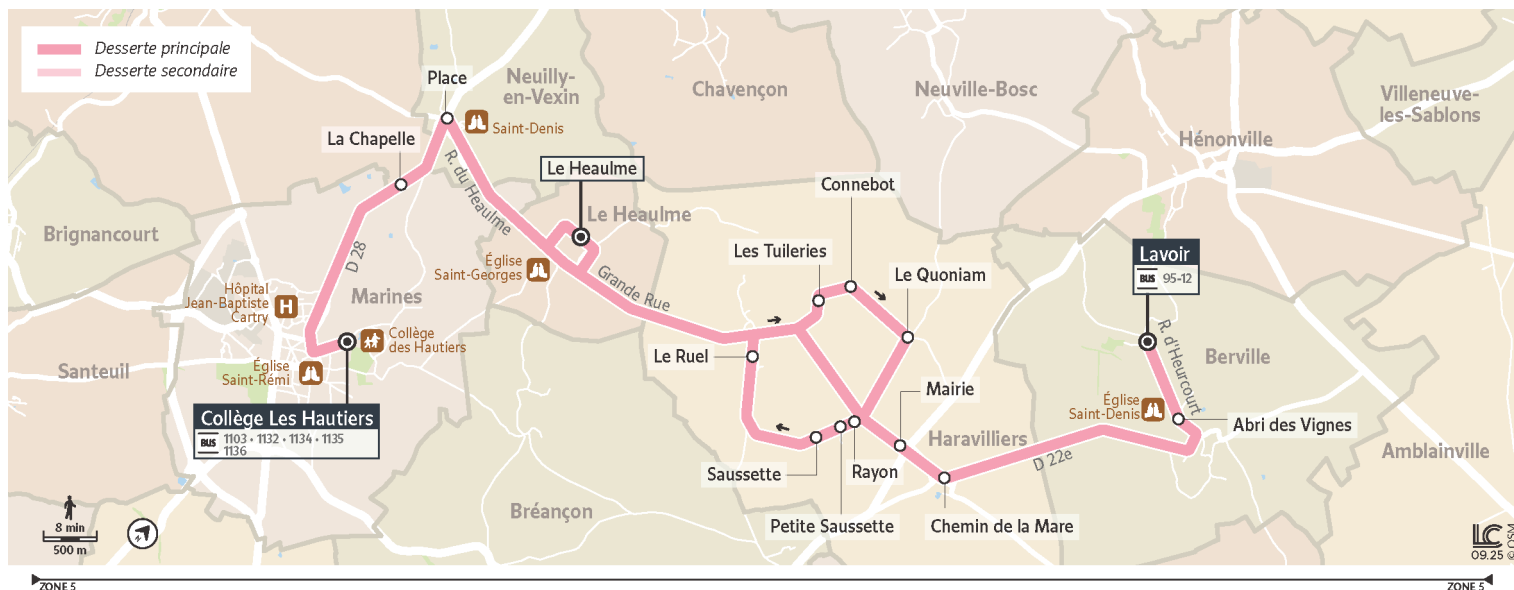 Desserte principale
Desserte secondaire
Place
Neuilly-
en-Vexin
Saint-Denis
Chavençon
Neuville-Bosc
Villeneuve-
les-Sablons
Hénonville
La Chapelle
R. du Heaulme
Le Heaulme
Le Heaulme
Connebot
Brignancourt
D 28
Église
Saint-Georges
Grande Rue
Les Tuileries
Le Quoniam
Lavoir
BUS 95-12
Hôpital
Jean-Baptiste
Cartry
Marines
Collège
des Hautiers
R. d'Heurcourt
Berville
Santeuil
Église
Saint-Rémi
Le Ruel
Mairie
Église
Saint-Denis
Collège Les Hautiers
BUS 1103 • 1132 • 1134 • 1135
1136
Abri des Vignes
Haravilliers
D 22e
Amblainville
Saussette
Rayon
Bréançon
Petite Saussette
Chemin de la Mare
8 min
500 m
LC
09.25 © OSM
ZONE 5
ZONE 5
H